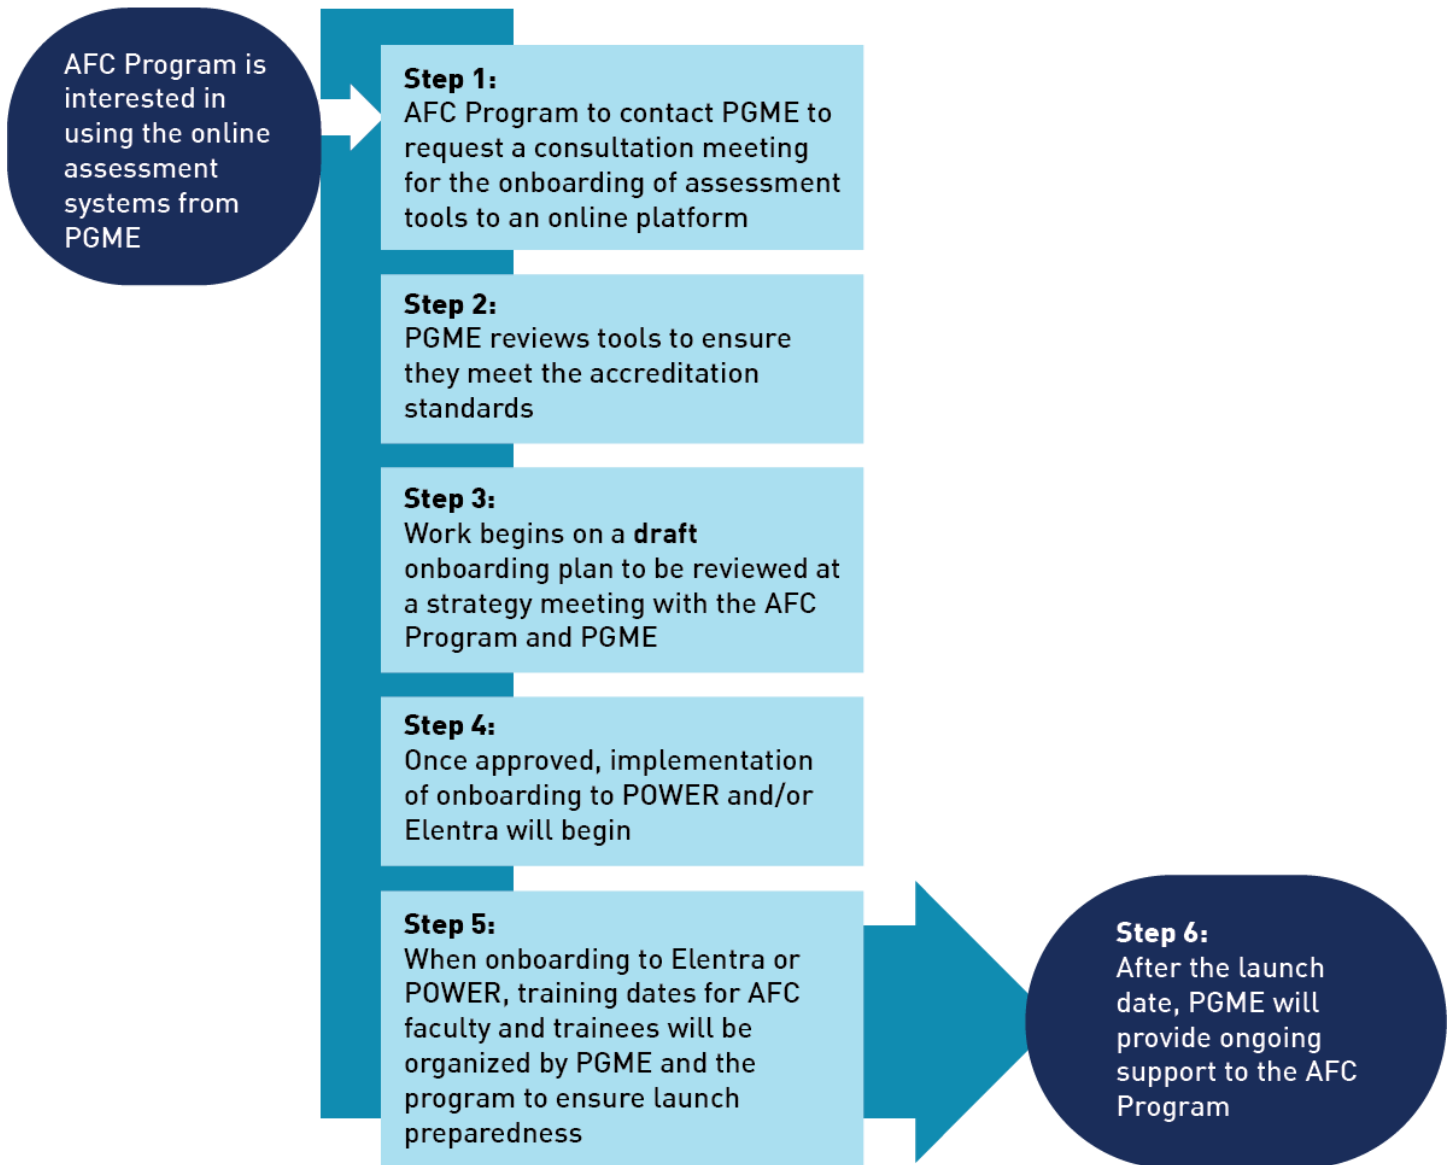 AFC Program is
interested in
using the online
assessment
systems from
PGME
Step 1:
AFC Program to contact PGME to
request a consultation meeting
for the onboarding of assessment
tools to an online platform
Step 2:
PGME reviews tools to ensure
they meet the accreditation
standards
Step 3:
Work begins on a draft
onboarding plan to be reviewed at
a strategy meeting with the AFC
Program and PGME
Step 4:
Once approved, implementation
of onboarding to POWER and/or
Elentra will begin
Step 5:
When onboarding to Elentra or
POWER, training dates for AFC
faculty and trainees will be
organized by PGME and the
program to ensure launch
preparedness
Step 6:
After the launch
date, PGME will
provide ongoing
support to the AFC
Program